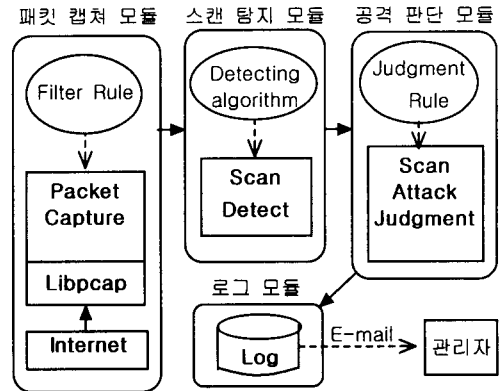 패킷 캡쳐 모듈
Filter Rule
Packet
Capture
Libpcap
Internet
스캔 탐지 모듈
Detecting
algorithm
Scan
Detect
공격 판단 모듈
Judgment
Rule
Scan
Attack
Judgment
로그 모듈
Log
E-mail
관리자